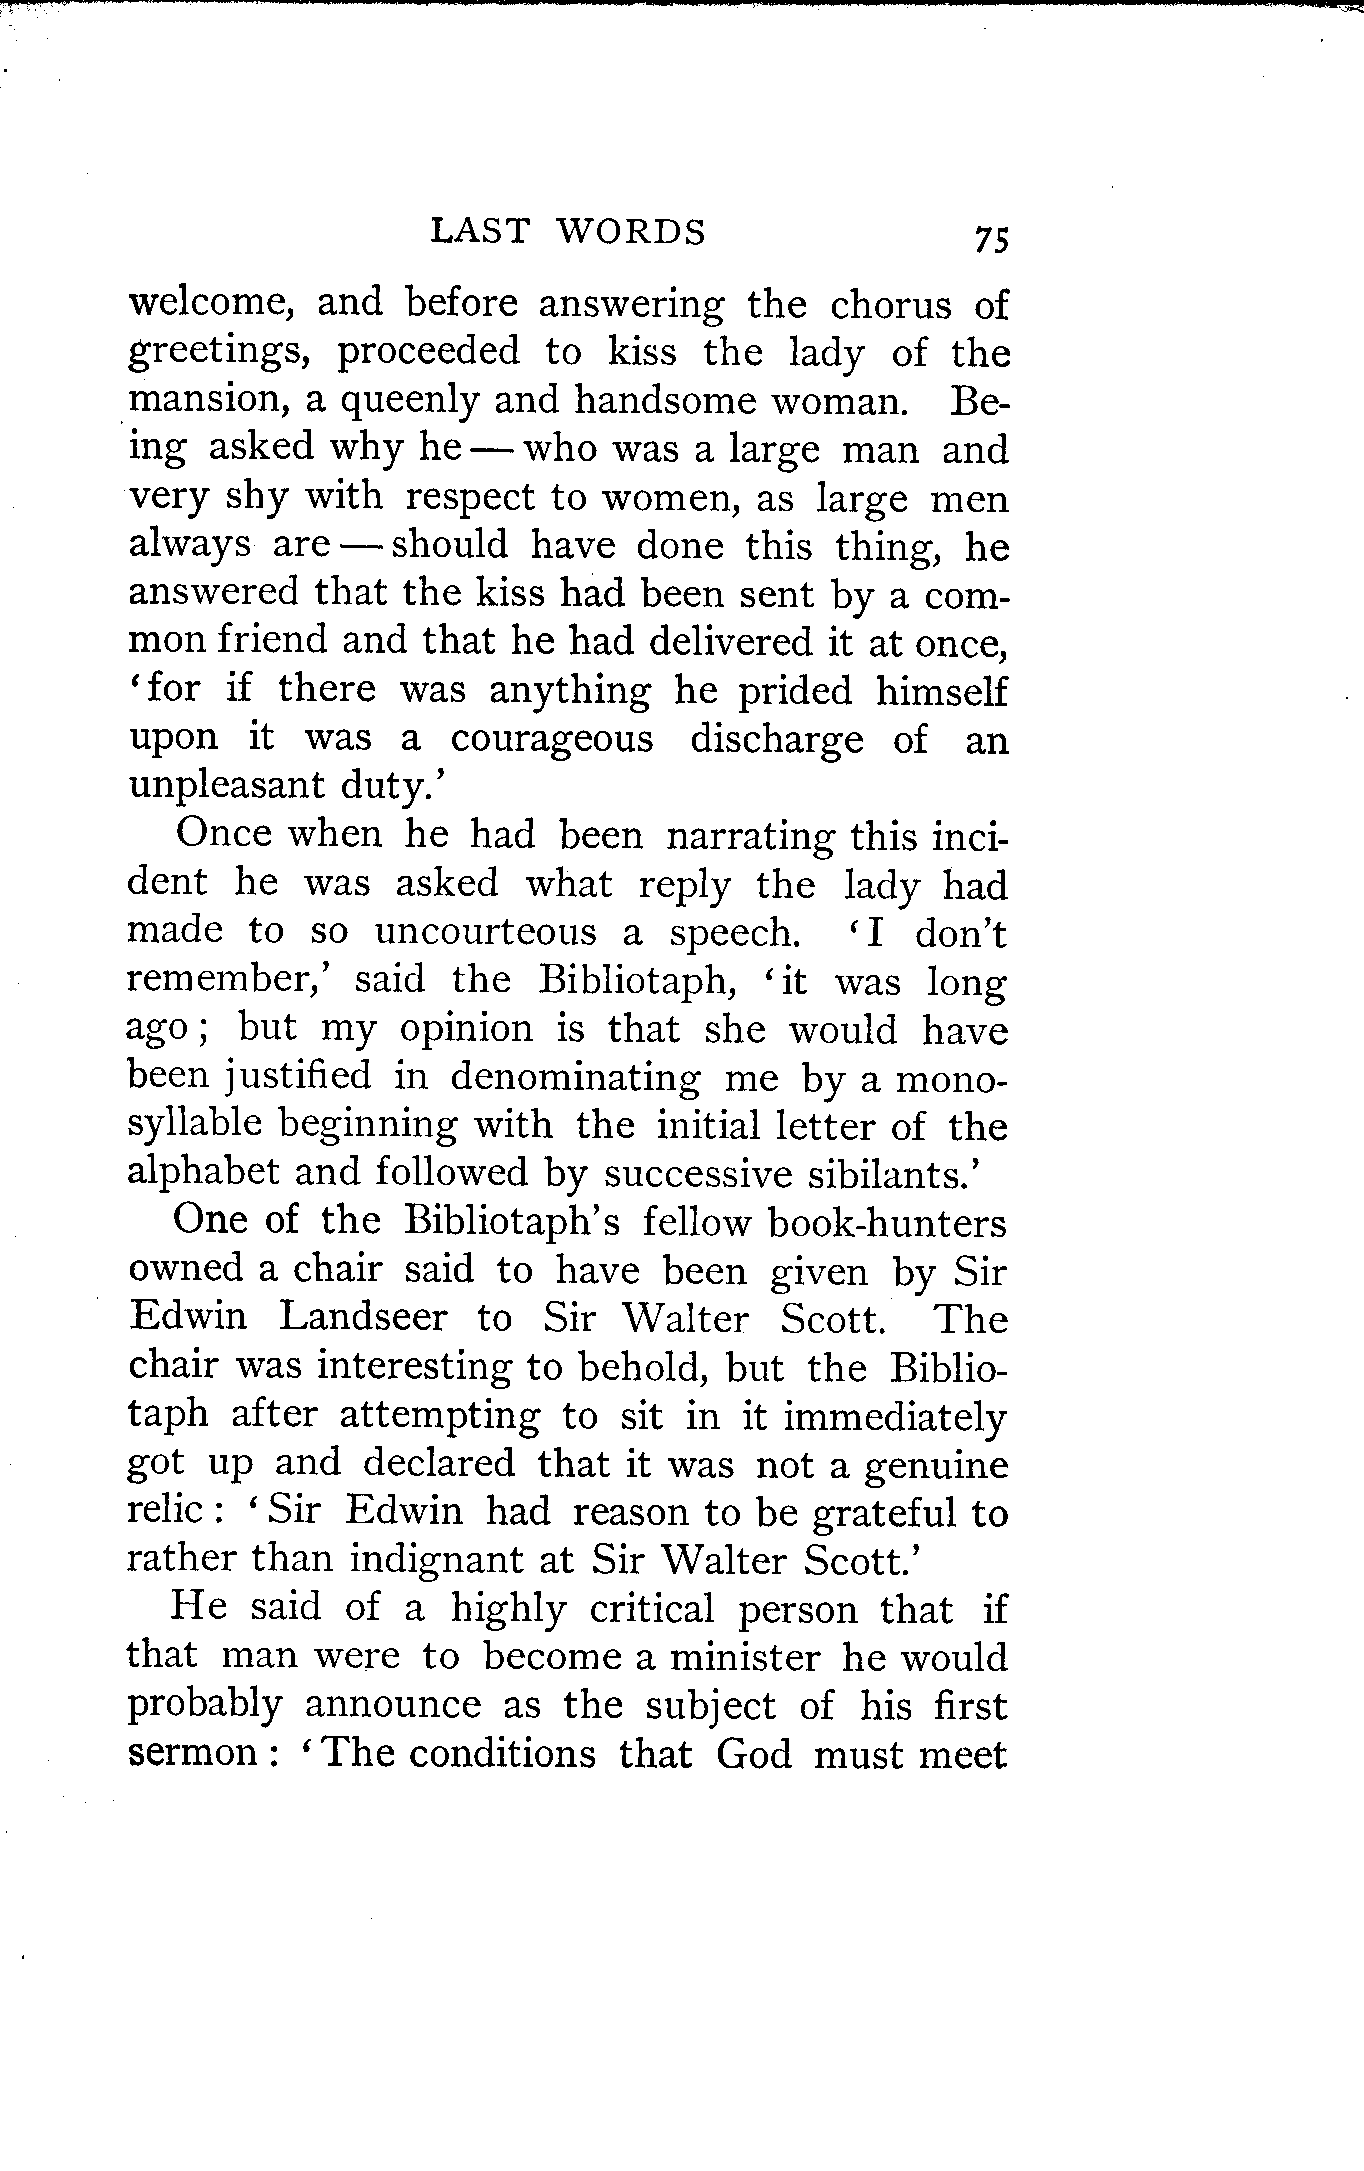 LAST WORDS 75
welcome, and before answering the chorus of
greetings, proceeded to kiss the lady of the
mansion, a queenly and handsome woman. Be-
ing asked why he — who was a large man and
very shy with respect to women, as large men
always are — should have done this thing, he
answered that the kiss had been sent by a com-
mon friend and that he had delivered it at once,
‘for if there was anything he prided himself
upon it was a courageous discharge of an
unpleasant duty.’
Once when he had been narrating this inci-
dent he was asked what reply the lady had
made to so uncourteous a speech. ‘I don't
remember,’ said the Bibliotaph, ‘it was long
ago; but my opinion is that she would have
been justified in denominating me by a mono-
syllable beginning with the initial letter of the
alphabet and followed by successive sibilants.’
One of the Bibliotaph's fellow book-hunters
owned a chair said to have been given by Sir
Edwin Landseer to Sir Walter Scott. The
chair was interesting to behold, but the Biblio-
taph after attempting to sit in it immediately
got up and declared that it was not a genuine
relic: ‘Sir Edwin had reason to be grateful to
rather than indignant at Sir Walter Scott.’
He said of a highly critical person that if
that man were to become a minister he would
probably announce as the subject of his first
sermon: ‘The conditions that God must meet